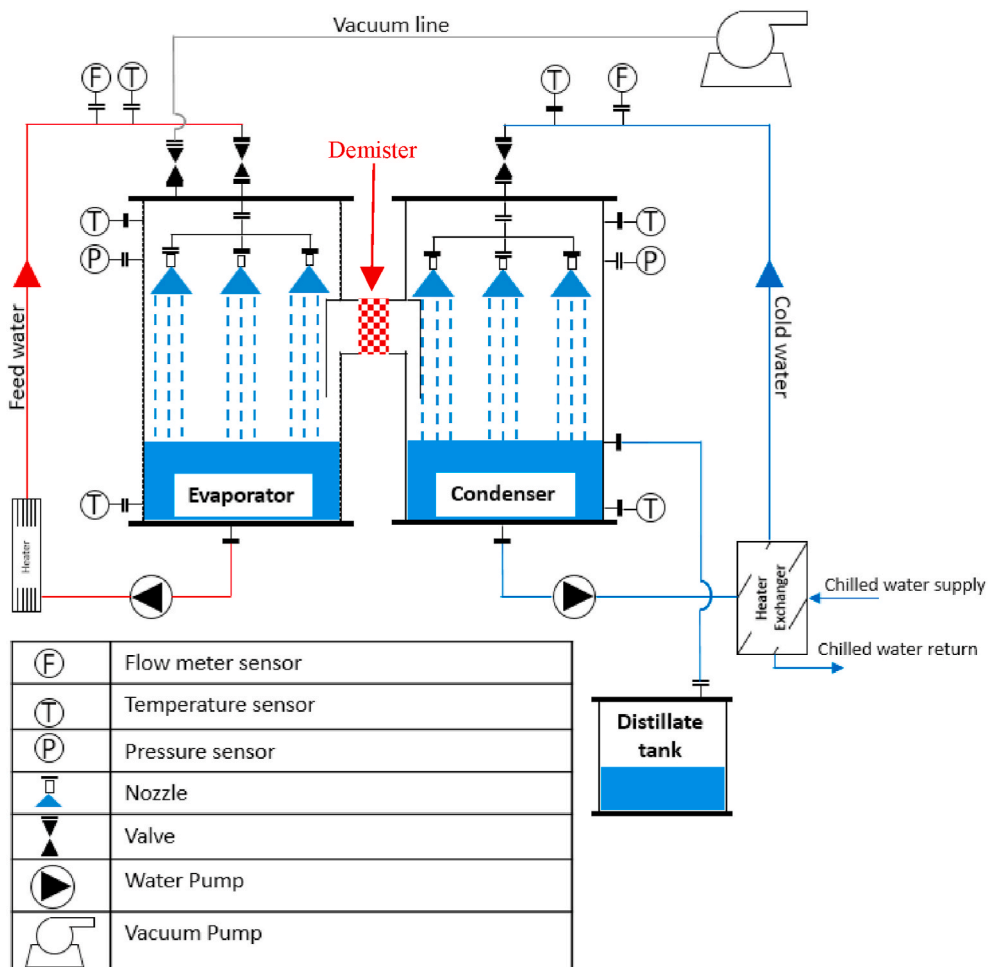 Vacuum line
F
T
T
F
Demister
T
P
T
P
Feed water
Cold water
Evaporator
Condenser
T
T
Heater
Heater
Exchanger
Chilled water supply
Chilled water return
F
Flow meter sensor
T
Temperature sensor
P
Pressure sensor
Nozzle
Valve
Water Pump
Vacuum Pump
Distillate
tank